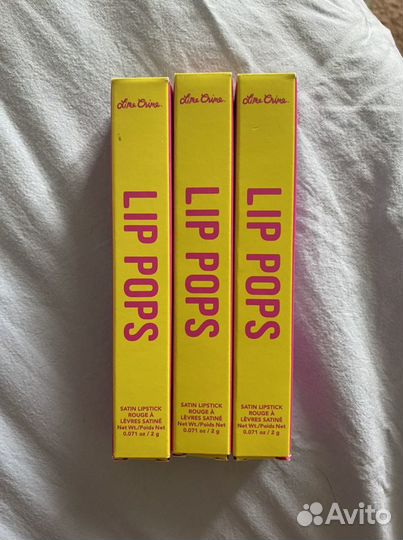 Lime Crime.
LIP POPS
SATIN LIPSTICK
ROUGE À
LÈVRES SATINÉ
Net Wt./Poids Net
0.071 oz / 2 g
Lime Crime.
LIP POPS
SATIN LIPSTICK
ROUGE À
LÈVRES SATINÉ
Net Wt./Poids Net
0.071 oz / 2 g
Lime Crime.
LIP POPS
SATIN LIPSTICK
ROUGE À
LÈVRES SATINÉ
Net Wt./Poids Net
0.071 oz / 2 g
Avito